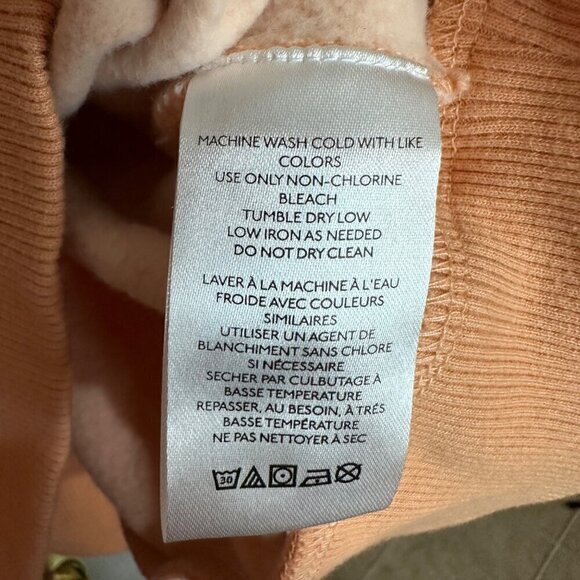 MACHINE WASH COLD WITH LIKE
COLORS
USE ONLY NON-CHLORINE
BLEACH
TUMBLE DRY LOW
LOW IRON AS NEEDED
DO NOT DRY CLEAN
LAVER À LA MACHINE À L'EAU
FROIDE AVEC COULEURS
SIMILAIRES
UTILISER UN AGENT DE
BLANCHIMENT SANS CHLORE
SI NÉCESSAIRE
SECHER PAR CULBUTAGE À
BASSE TEMPERATURE
REPASSER, AU BESOIN, À TRÉS
BASSE TEMPÉRATURE
NE PAS NETTOYER À SEC
30